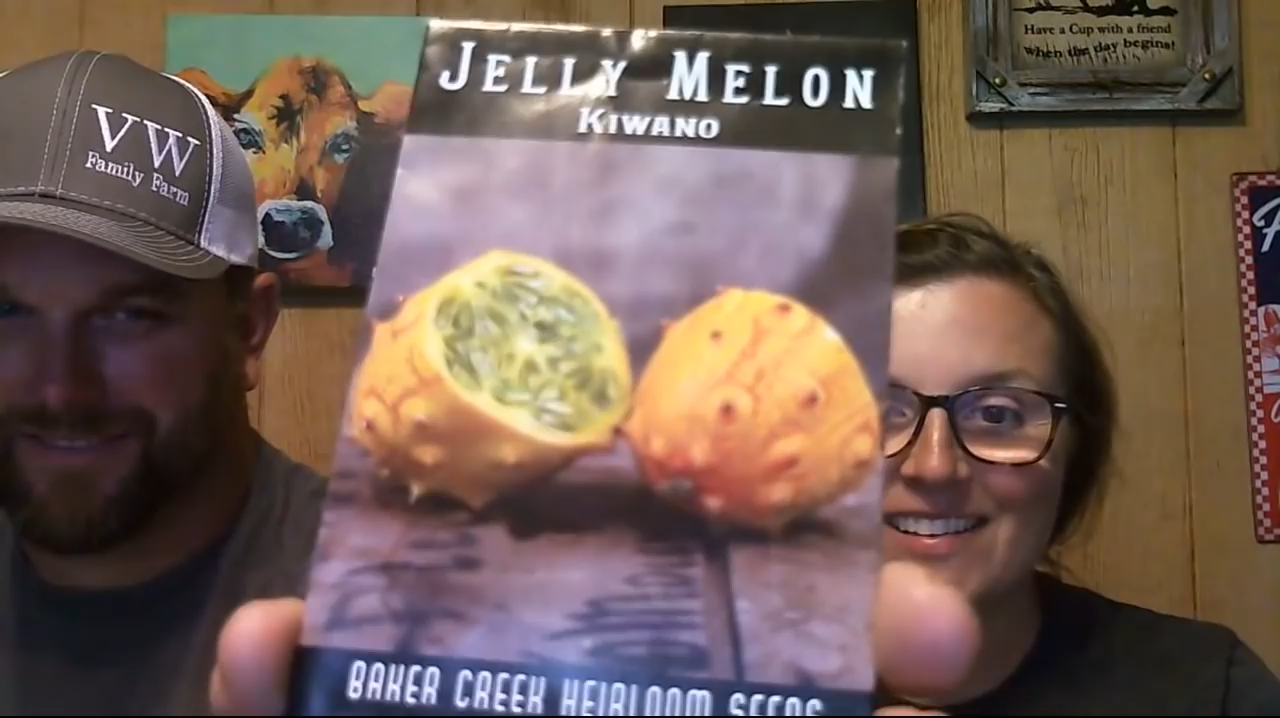 VW
Family Farm
JELLY MELON
KIWANO
BAKER CREEK HEIRLOOM SEEDS
Have a Cup with a friend
when the day begins!